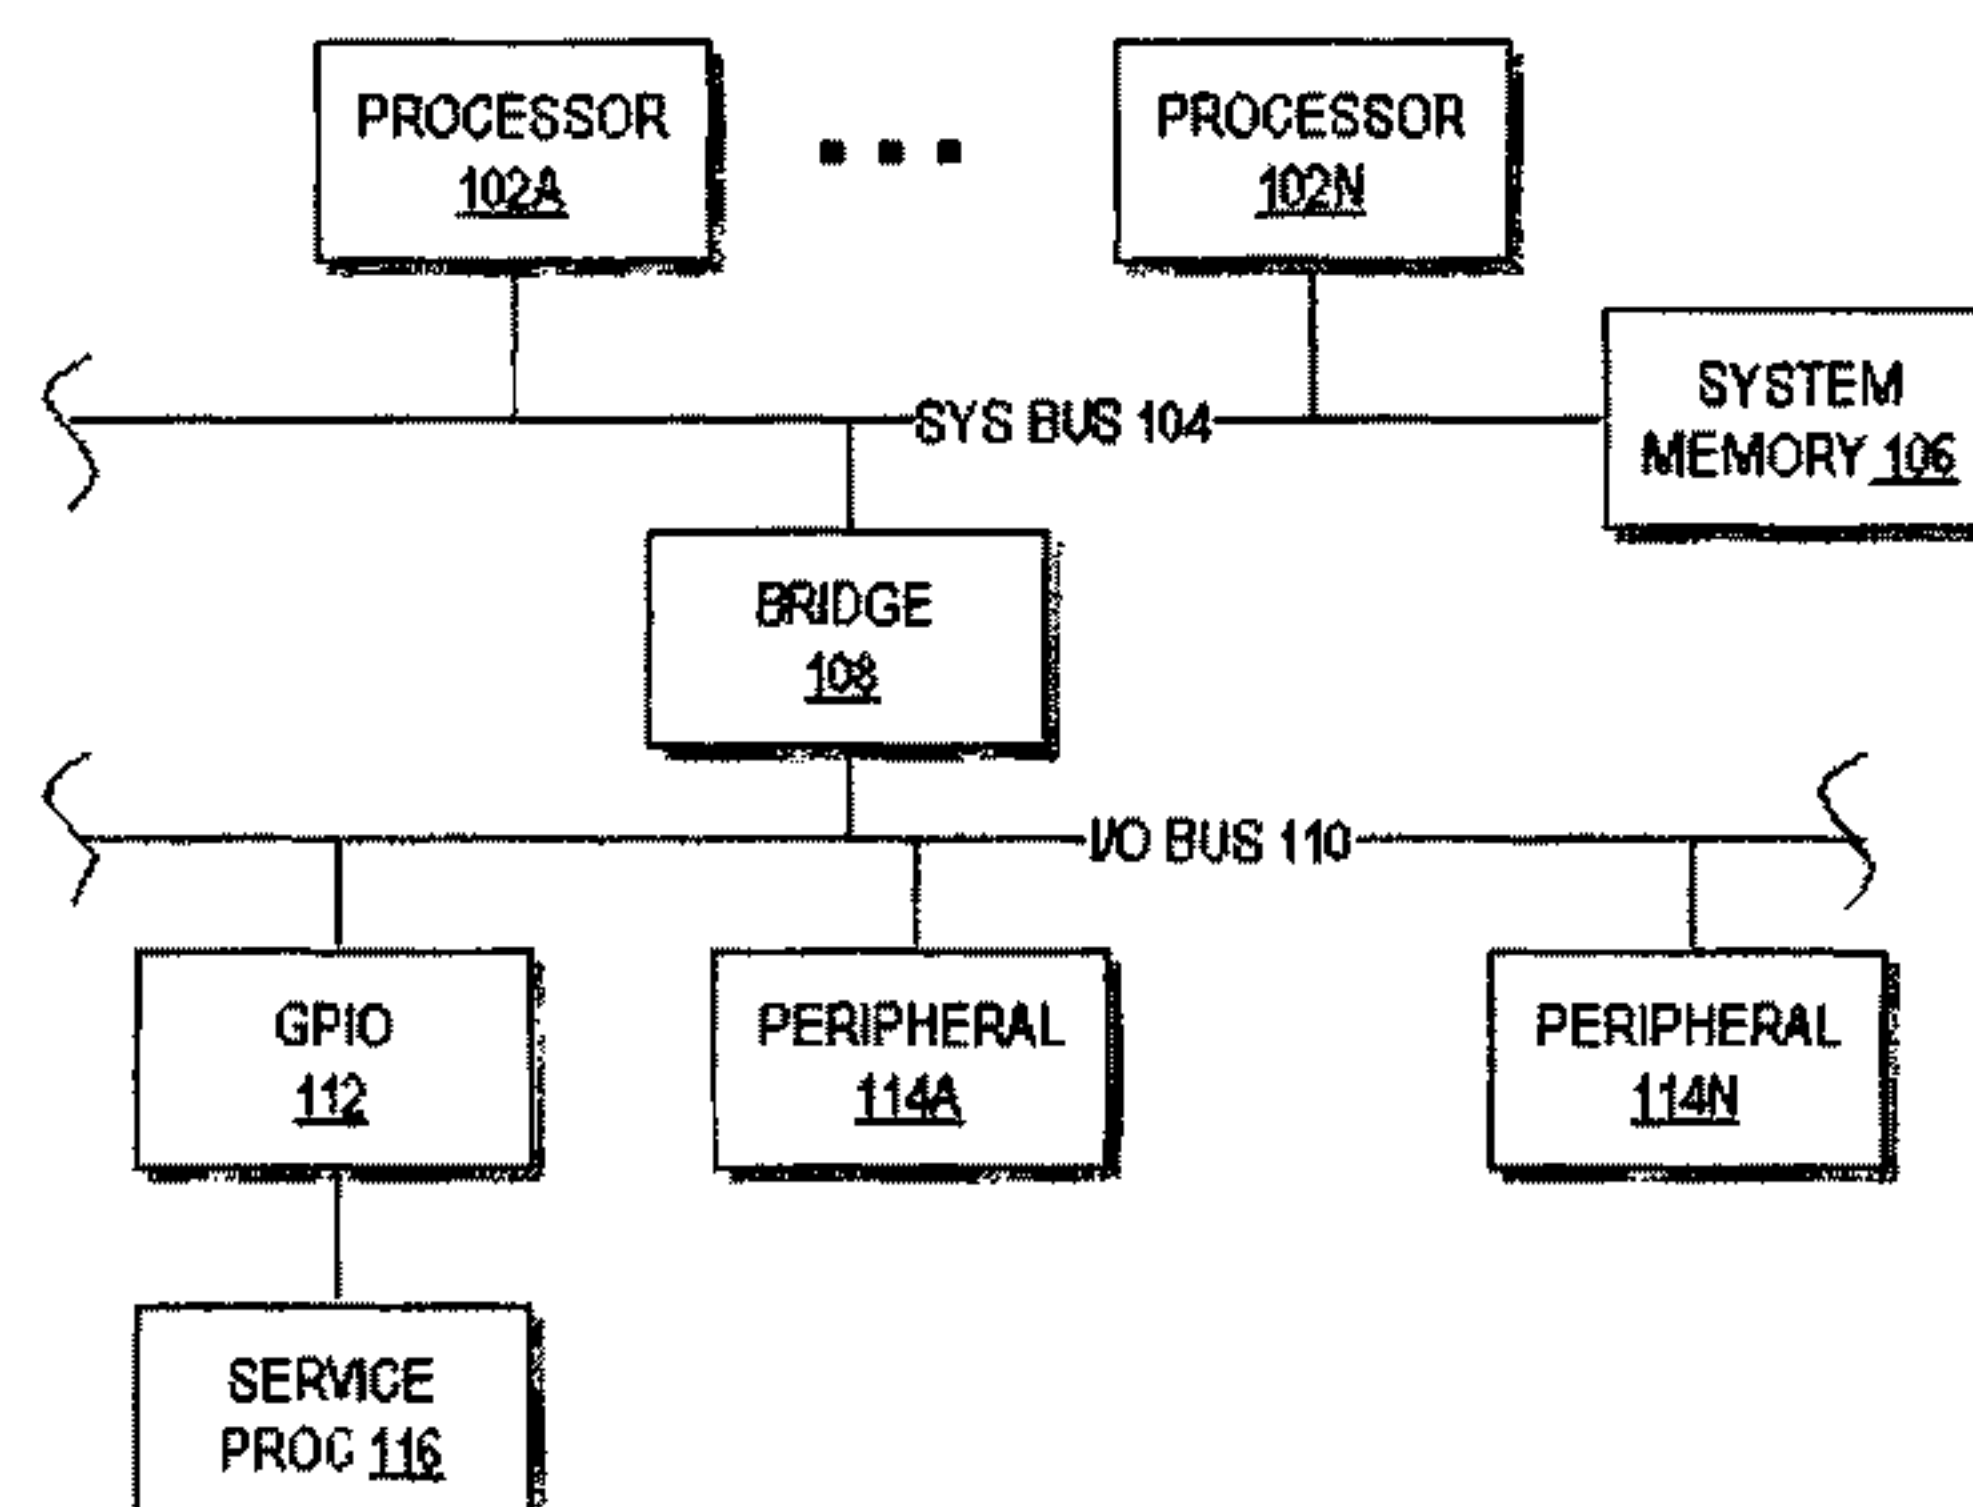 PROCESSOR
102A
PROCESSOR
102N
SYS BUS 104
SYSTEM
MEMORY 106
BRIDGE
108
I/O BUS 110
GPIO
112
PERIPHERAL
114A
PERIPHERAL
114N
SERVICE
PROC 116